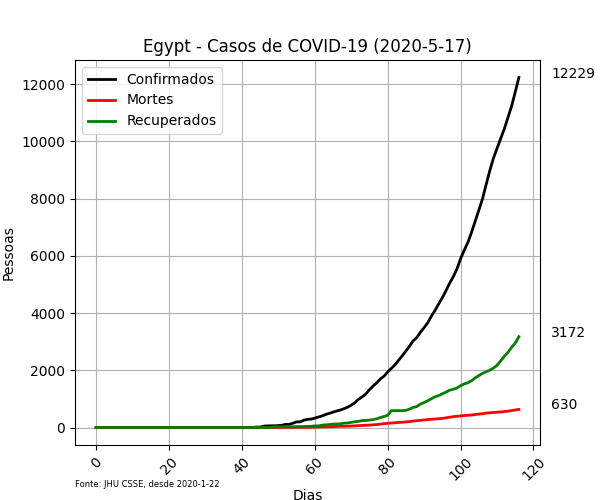 Egypt - Casos de COVID-19 (2020-5-17)
Confirmados
Mortes
Recuperados
12229
3172
630
Pessoas
12000
10000
8000
6000
4000
2000
0
0 20 40 60 80 100 120
Fonte: JHU CSSE, desde 2020-1-22
Dias